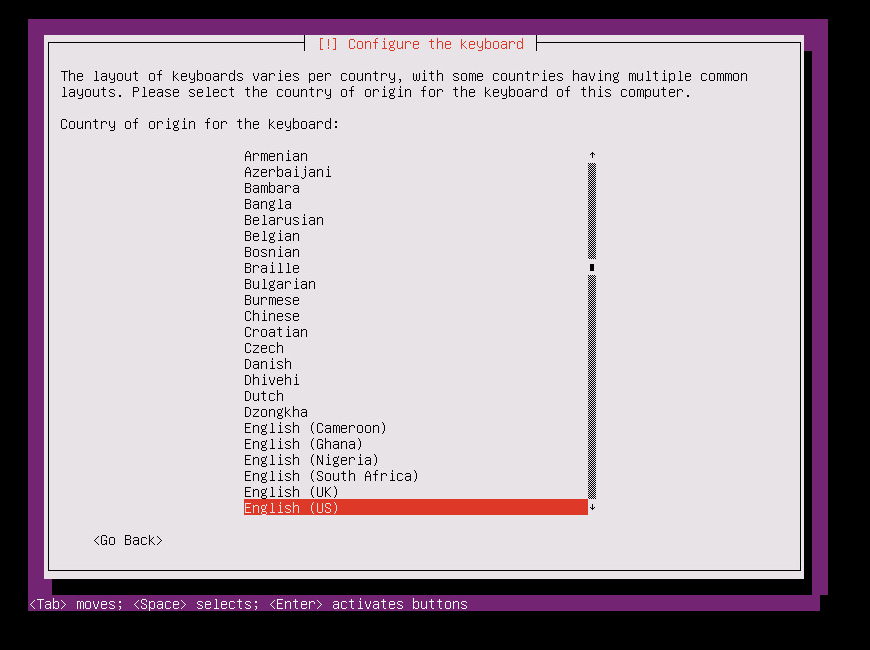 [!] Configure the keyboard
The layout of keyboards varies per country, with some countries having multiple common
layouts. Please select the country of origin for the keyboard of this computer.
Country of origin for the keyboard:
Armenian
Azerbaijani
Bambara
Bangla
Belarusian
Belgian
Bosnian
Braille
Bulgarian
Burmese
Chinese
Croatian
Czech
Danish
Dhivehi
Dutch
Dzongkha
English (Cameroon)
English (Ghana)
English (Nigeria)
English (South Africa)
English (UK)
English (US)
<Go Back>
<Tab> moves; <Space> selects; <Enter> activates buttons